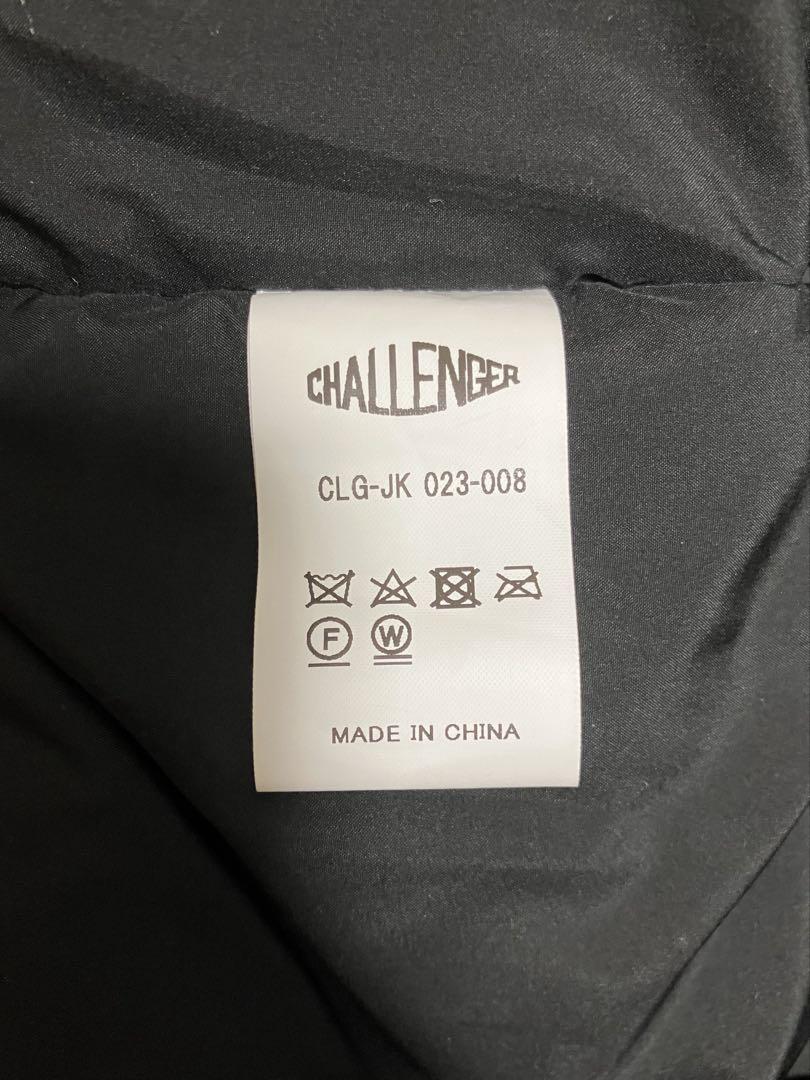 CHALLENGER
CLG-JK 023-008
F W
MADE IN CHINA